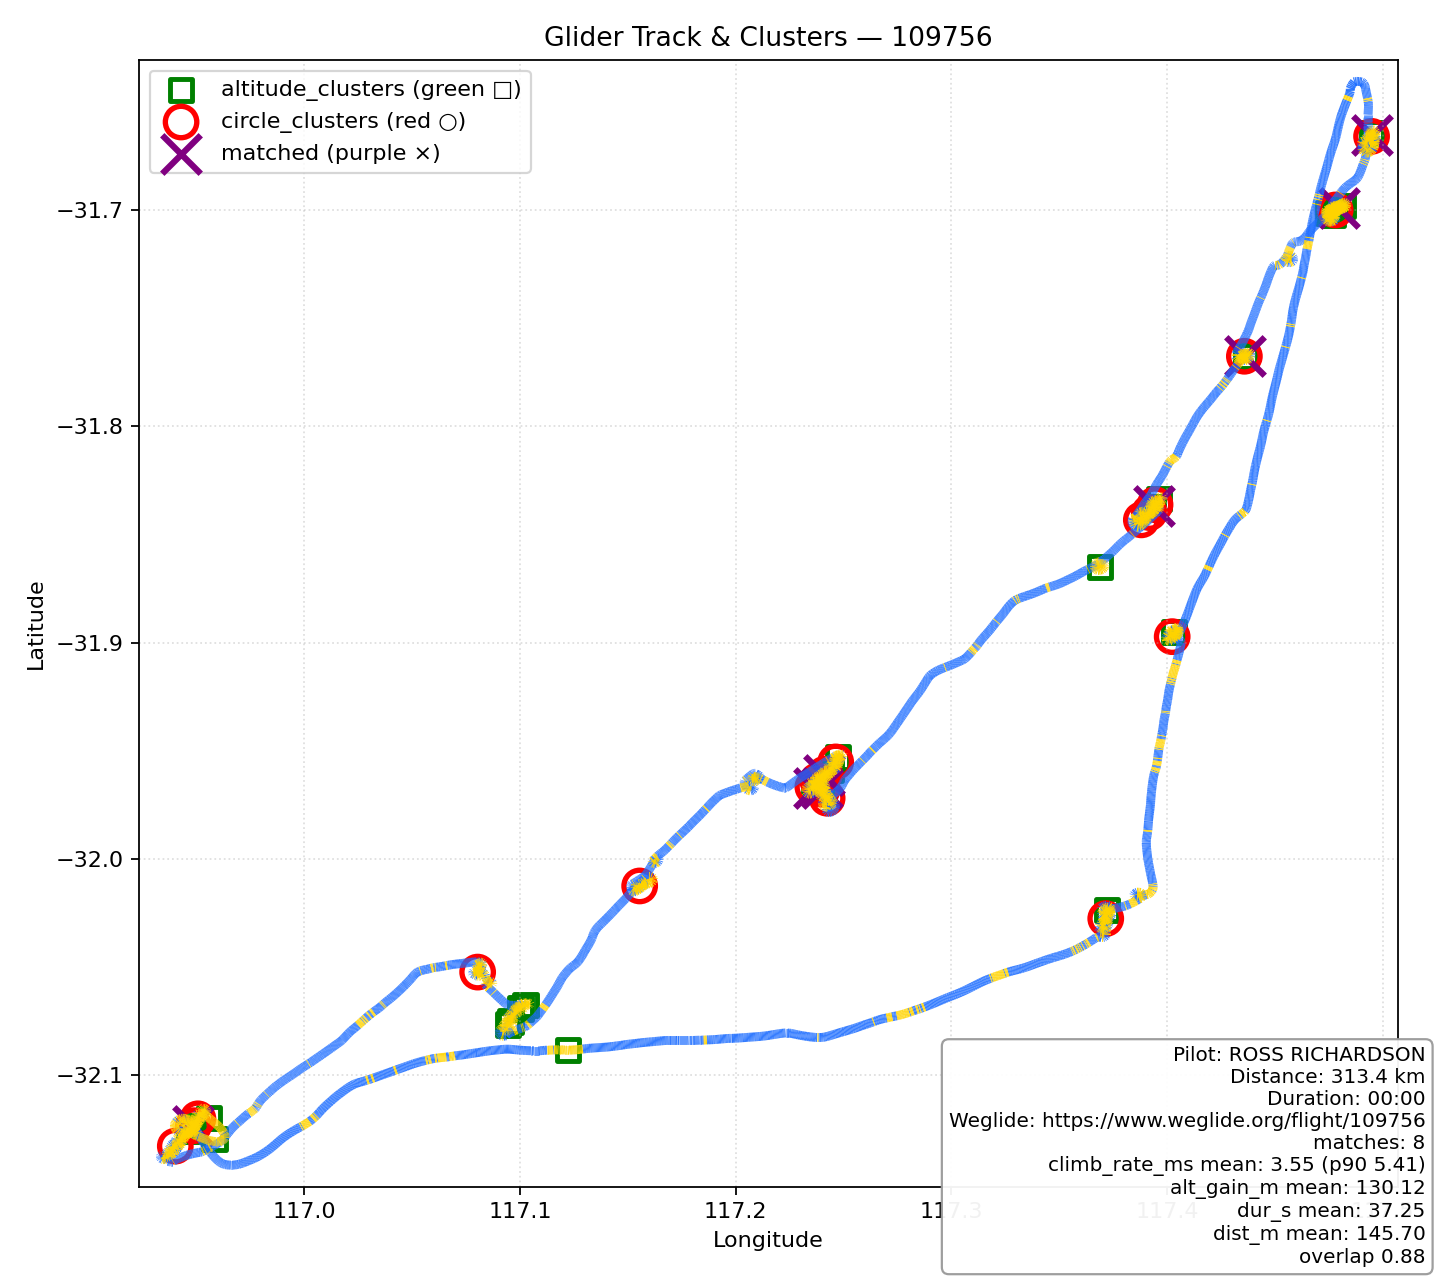 Glider Track & Clusters — 109756
altitude_clusters (green □)
circle_clusters (red ○)
matched (purple ×)
Latitude
−31.7
−31.8
−31.9
−32.0
−32.1
117.0
117.1
117.2
117.3
117.4
Longitude
Pilot: ROSS RICHARDSON
Distance: 313.4 km
Duration: 00:00
Weglide: https://www.weglide.org/flight/109756
matches: 8
climb_rate_ms mean: 3.55 (p90 5.41)
alt_gain_m mean: 130.12
dur_s mean: 37.25
dist_m mean: 145.70
overlap 0.88